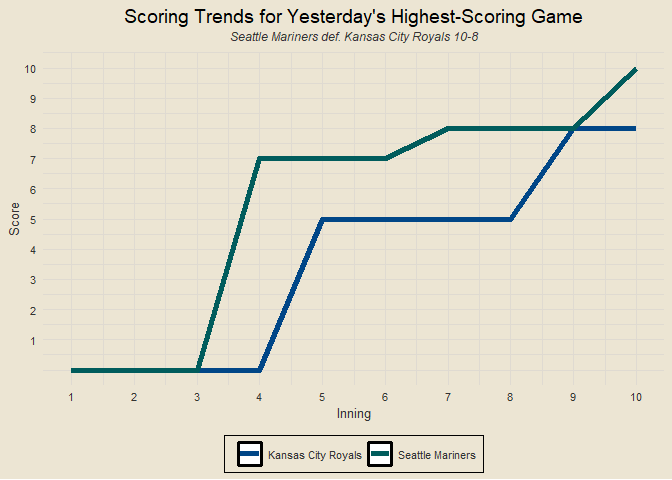 Scoring Trends for Yesterday's Highest-Scoring Game
Seattle Mariners def. Kansas City Royals 10-8
10
9
8
7
6
5
4
3
2
1
Score
1 2 3 4 5 6 7 8 9 10
Inning
Kansas City Royals Seattle Mariners